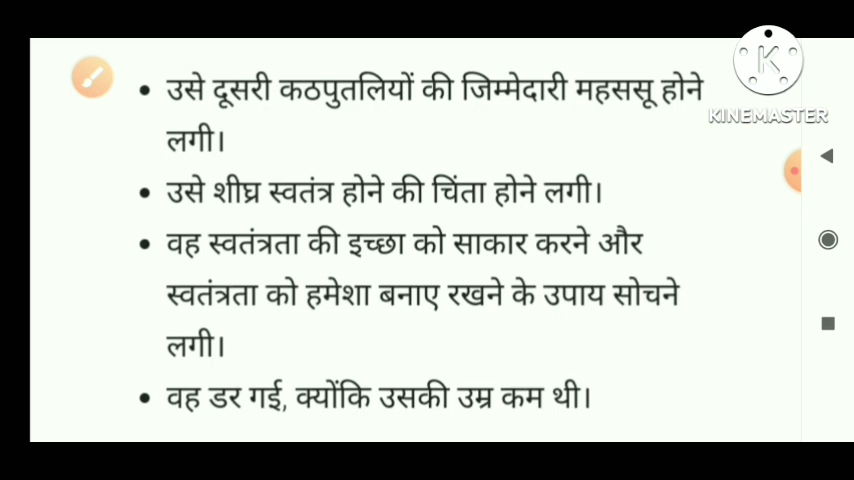 • उसे दूसरी कठपुतलियों की जिम्मेदारी महससू होने
लगी।
• उसे शीघ्र स्वतंत्र होने की चिंता होने लगी।
• वह स्वतंत्रता की इच्छा को साकार करने और
स्वतंत्रता को हमेशा बनाए रखने के उपाय सोचने
लगी।
• वह डर गई, क्योंकि उसकी उम्र कम थी।
K
KINEMASTER